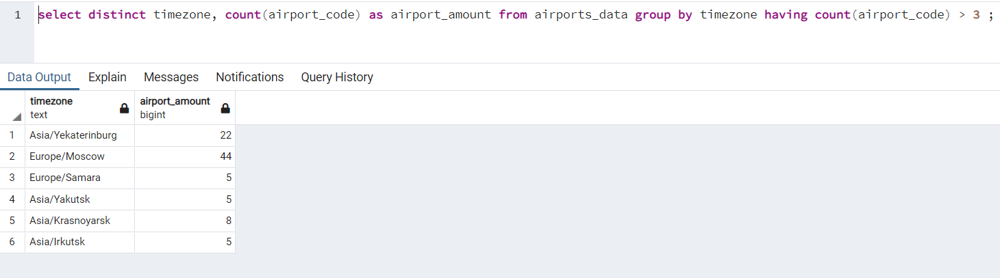 1 select distinct timezone, count(airport_code) as airport_amount from airports_data group by timezone having count(airport_code) > 3 ;
Data Output Explain Messages Notifications Query History
timezone airport_amount
text bigint
1 Asia/Yekaterinburg 22
2 Europe/Moscow 44
3 Europe/Samara 5
4 Asia/Yakutsk 5
5 Asia/Krasnoyarsk 8
6 Asia/Irkutsk 5